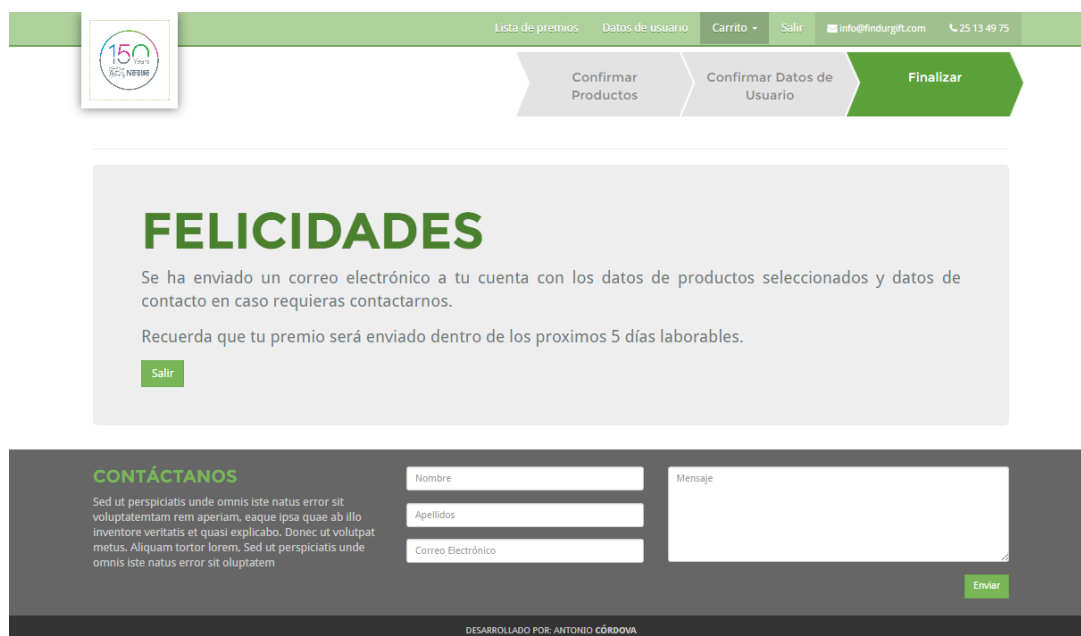 Lista de premios Datos de usuario Carrito Salir info@findurgift.com 25 13 49 75
150
Years
Nestlé
Confirmar
Productos
Confirmar Datos de
Usuario
Finalizar
FELICIDADES
Se ha enviado un correo electrónico a tu cuenta con los datos de productos seleccionados y datos de
contacto en caso requieras contactarnos.
Recuerda que tu premio será enviado dentro de los proximos 5 días laborables.
Salir
CONTÁCTANOS
Sed ut perspiciatis unde omnis iste natus error sit
voluptatemtam rem aperiam, eaque ipsa quae ab illo
inventore veritatis et quasi explicabo. Donec ut volutpat
metus. Aliquam tortor lorem, Sed ut perspiciatis unde
omnis iste natus error sit oluptatem
Nombre
Apellidos
Correo Electrónico
Mensaje
Enviar
DESARROLLADO POR: ANTONIO CÓRDOVA